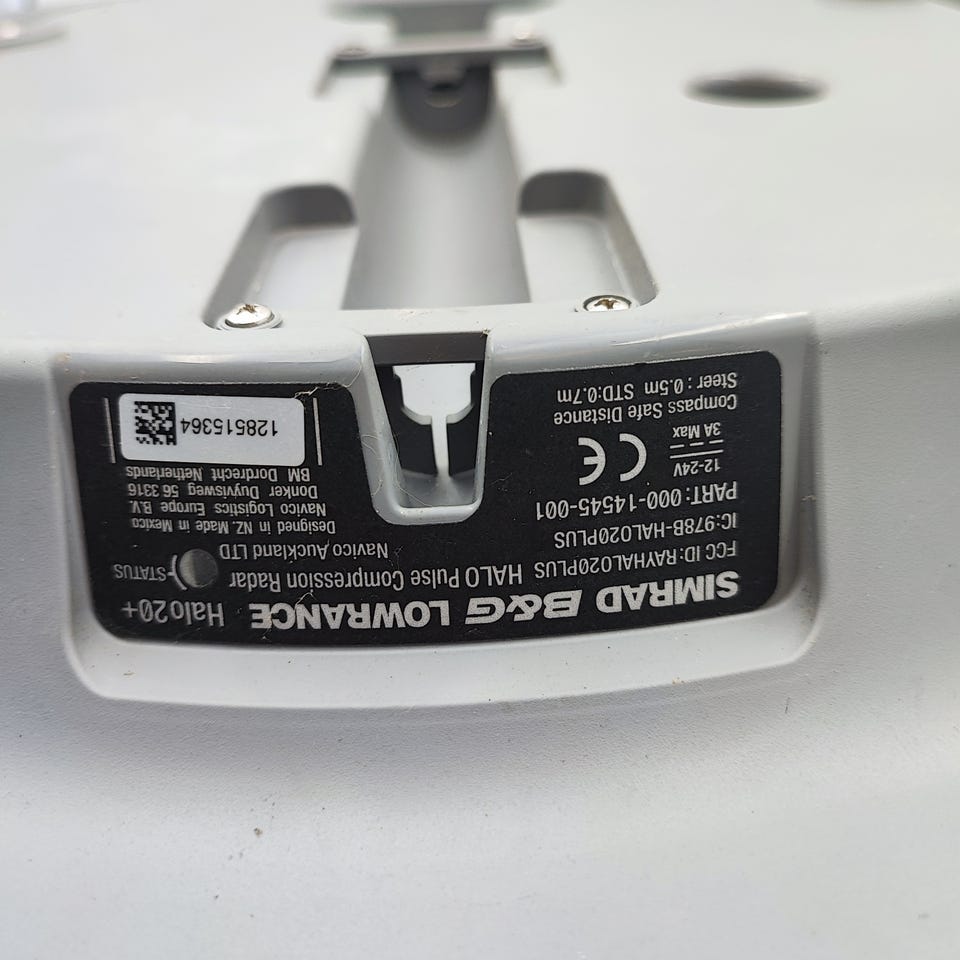 SIMRAD B&G LOWRANCE Halo20+
FCC ID: RAYHALO20PLUS HALO Pulse Compression Radar
IC:978B-HALO20PLUS
PART: 000-14545-001
12-24V
3A Max
CE
Compass Safe Distance
Steer : 0.5m STD:0.7m
STATUS
Navico Auckland LTD
Designed in NZ. Made in Mexico
Navico Logistics Europe B.V.
Donker Duyvisweg 56 3316
BM Dordrecht Netherlands
128515364